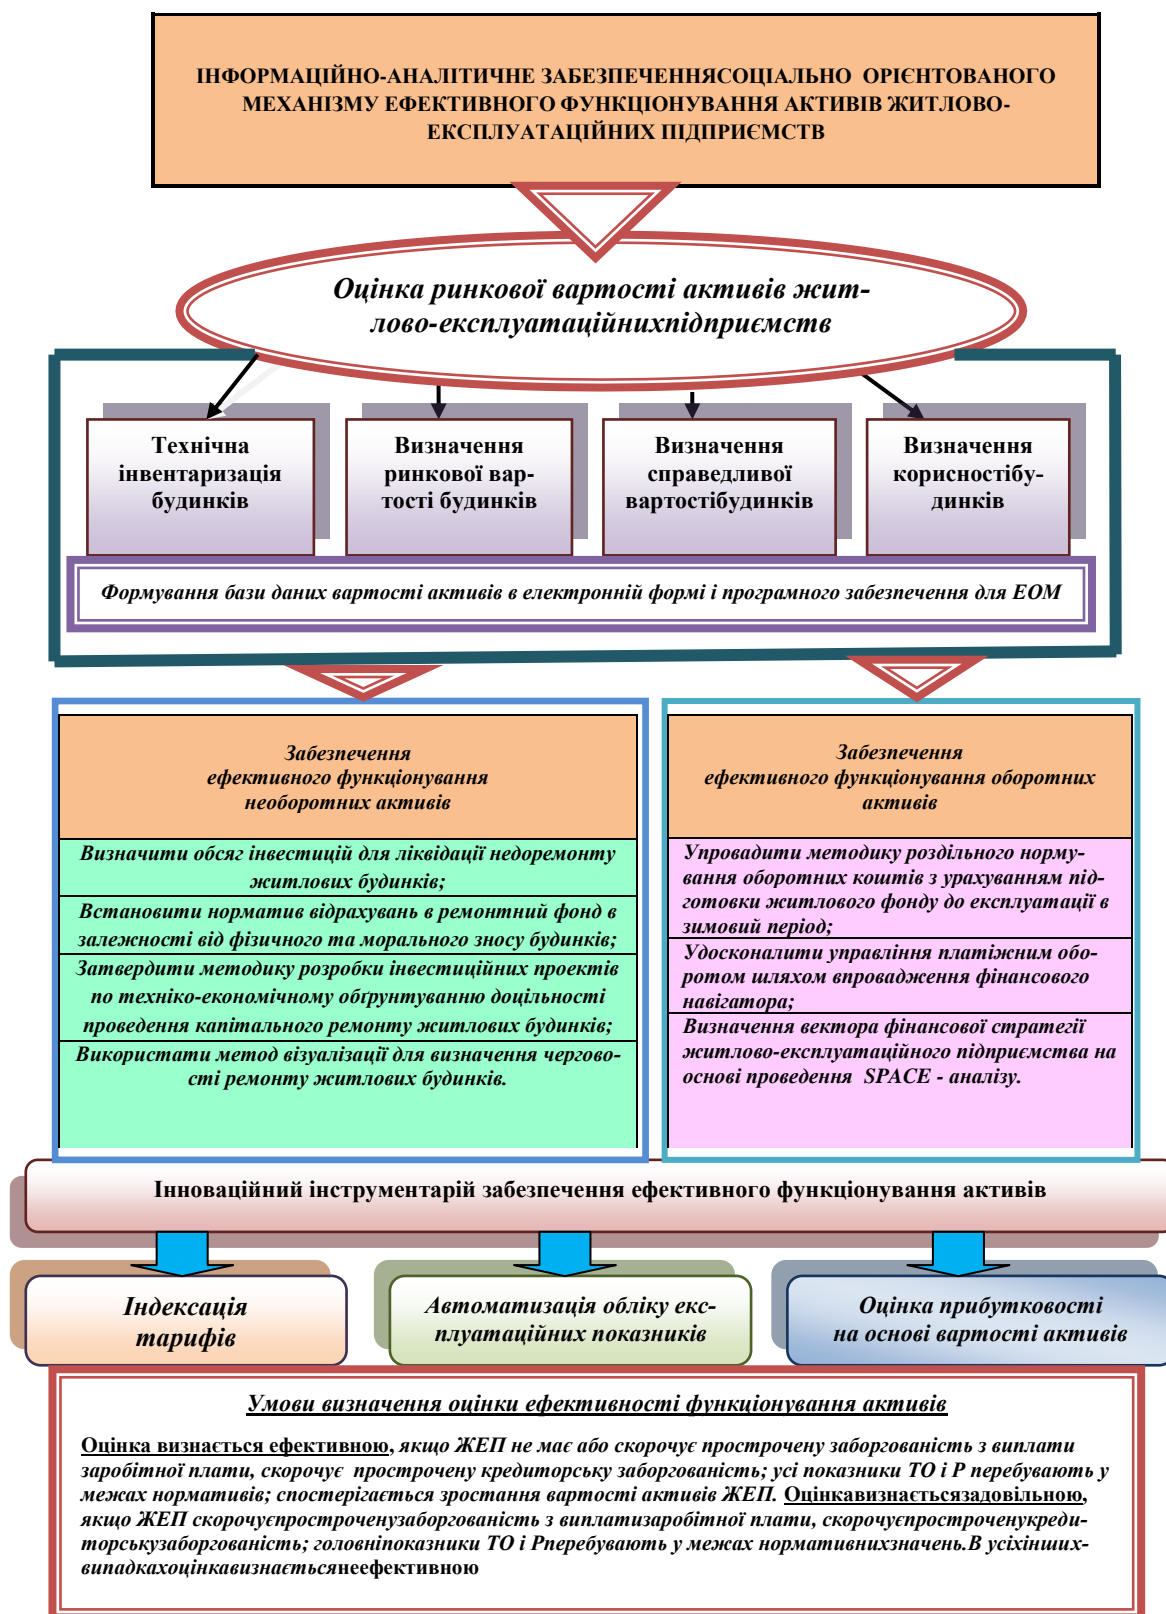 ІНФОРМАЦІЙНО-АНАЛІТИЧНЕ ЗАБЕЗПЕЧЕННЯСОЦІАЛЬНО ОРІЄНТОВАНОГО
МЕХАНІЗМУ ЕФЕКТИВНОГО ФУНКЦІОНУВАННЯ АКТИВІВ ЖИТЛОВО-
ЕКСПЛУАТАЦІЙНИХ ПІДПРИЄМСТВ
Оцінка ринкової вартості активів жит-
лово-експлуатаційнихпідприємств
Технічна
інвентаризація
будинків
Визначення
ринкової вар-
тості будинків
Визначення
справедливої
вартостібудинків
Визначення
корисностібу-
динків
Формування бази даних вартості активів в електронній формі і програмного забезпечення для ЕОМ
Забезпечення
ефективного функціонування
необоротних активів
Визначити обсяг інвестицій для ліквідації недоремонту
житлових будинків;
Встановити норматив відрахувань в ремонтний фонд в
залежності від фізичного та морального зносу будинків;
Затвердити методику розробки інвестиційних проектів
по техніко-економічному обґрунтуванню доцільності
проведення капітального ремонту житлових будинків;
Використати метод візуалізації для визначення чергово-
сті ремонту житлових будинків.
Забезпечення
ефективного функціонування оборотних
активів
Упровадити методику роздільного норму-
вання оборотних коштів з урахуванням під-
готовки житлового фонду до експлуатації в
зимовий період;
Удосконалити управління платіжним обо-
ротом шляхом впровадження фінансового
навігатора;
Визначення вектора фінансової стратегії
житлово-експлуатаційного підприємства на
основі проведення SPACE - аналізу.
Інноваційний інструментарій забезпечення ефективного функціонування активів
Індексація
тарифів
Автоматизація обліку екс-
плуатаційних показників
Оцінка прибутковості
на основі вартості активів
Умови визначення оцінки ефективності функціонування активів
Оцінка визнається ефективною, якщо ЖЕП не має або скорочує прострочену заборгованість з виплати
заробітної плати, скорочує прострочену кредиторську заборгованість; усі показники ТО і Р перебувають у
межах нормативів; спостерігається зростання вартості активів ЖЕП. Оцінкавизнаєтьсязадовільною,
якщо ЖЕП скорочуєпростроченузаборгованість з виплатизаробітної плати, скорочуєпростроченукреди-
торськузаборгованість; головніпоказники ТО і Рперебувають у межах нормативнихзначень.В усіхінших-
випадкахоцінкавизнаєтьсянеефективною